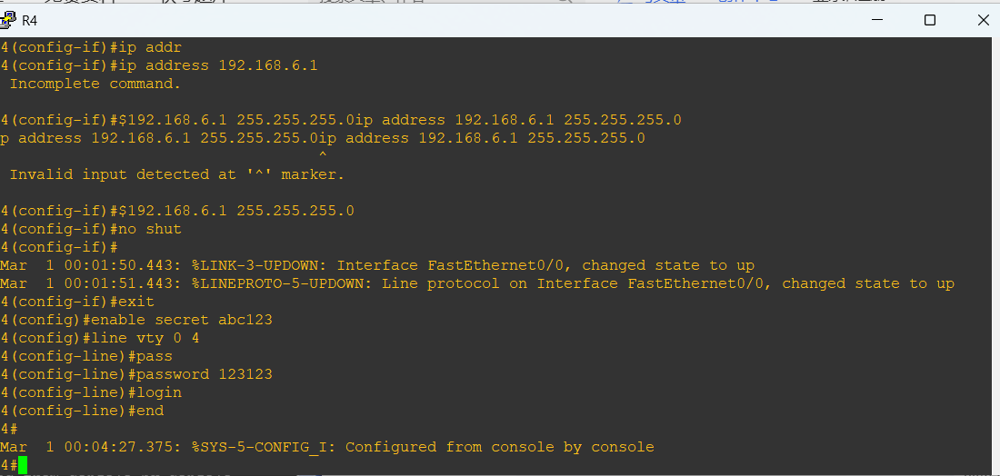 R4
4(config-if)#ip addr
4(config-if)#ip address 192.168.6.1
Incomplete command.
4(config-if)#$192.168.6.1 255.255.255.0ip address 192.168.6.1 255.255.255.0
p address 192.168.6.1 255.255.255.0ip address 192.168.6.1 255.255.255.0
^
Invalid input detected at '^' marker.
4(config-if)#$192.168.6.1 255.255.255.0
4(config-if)#no shut
4(config-if)#
Mar  1 00:01:50.443: %LINK-3-UPDOWN: Interface FastEthernet0/0, changed state to up
Mar  1 00:01:51.443: %LINEPROTO-5-UPDOWN: Line protocol on Interface FastEthernet0/0, changed state to up
4(config-if)#exit
4(config)#enable secret abc123
4(config)#line vty 0 4
4(config-line)#pass
4(config-line)#password 123123
4(config-line)#login
4(config-line)#end
4#
Mar  1 00:04:27.375: %SYS-5-CONFIG_I: Configured from console by console
4#